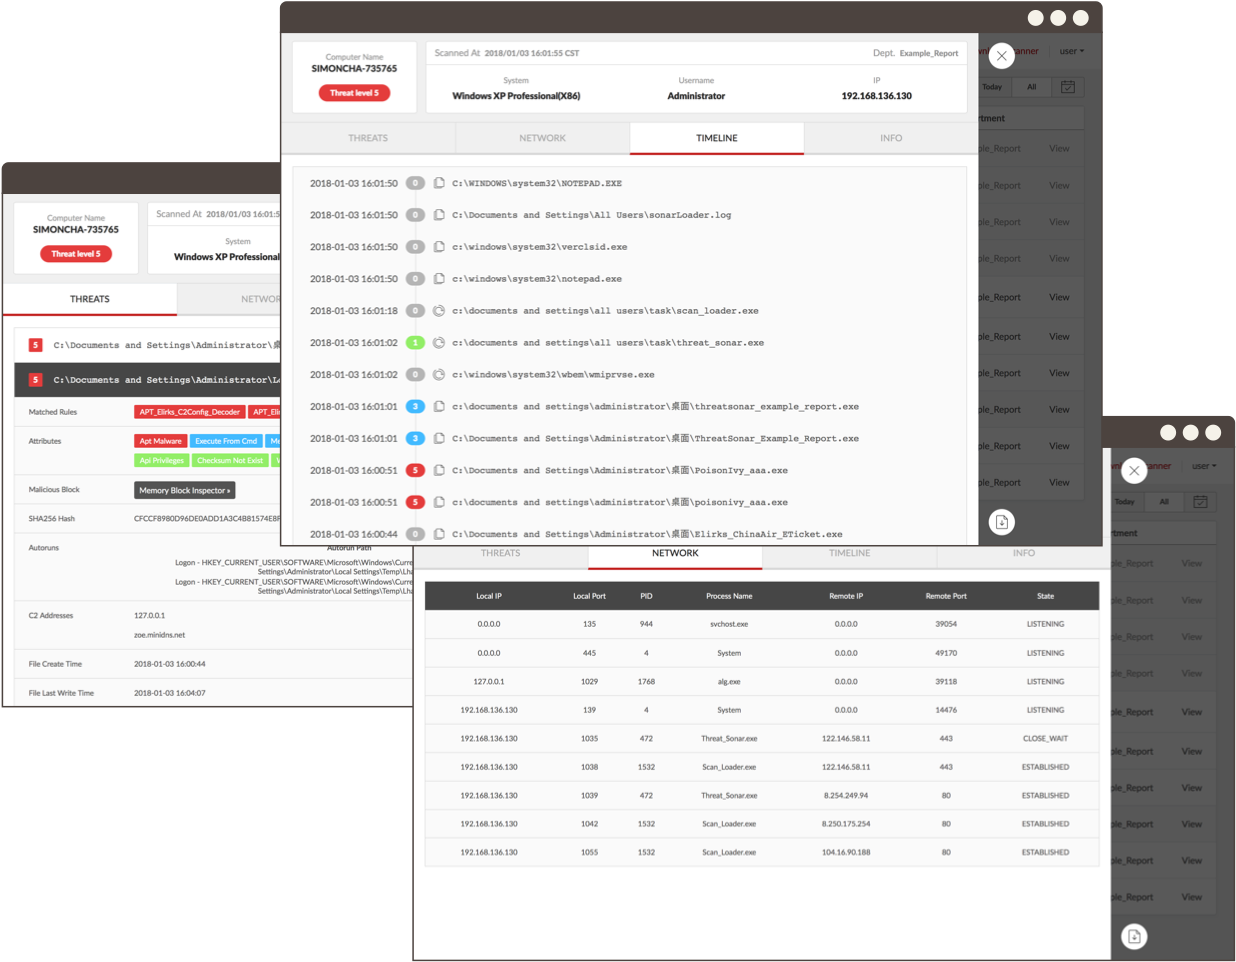 anner user
Computer Name
SIMONCHA-735765
Threat level 5
Scanned At 2018/01/03 16:01:55 CST
Dept. Example_Report
System
Username
IP
Windows XP Professional(X86)
Administrator
192.168.136.130
Today All
THREATS NETWORK TIMELINE INFO
2018-01-03 16:01:50 0 C:\WINDOWS\system32\NOTEPAD.EXE
2018-01-03 16:01:50 0 C:\Documents and Settings\All Users\sonarLoader.log
2018-01-03 16:01:50 0 c:\windows\system32\verclsid.exe
2018-01-03 16:01:50 0 c:\windows\system32\notepad.exe
2018-01-03 16:01:18 0 c:\documents and settings\all users\task\scan_loader.exe
2018-01-03 16:01:02 1 c:\documents and settings\all users\task\threat_sonar.exe
2018-01-03 16:01:02 0 c:\windows\system32\wbem\wmiprvse.exe
2018-01-03 16:01:01 3 c:\documents and settings\administrator\桌面\threatsonar_example_report.exe
2018-01-03 16:01:01 3 C:\Documents and Settings\Administrator\桌面\ThreatSonar_Example_Report.exe
2018-01-03 16:00:51 5 C:\Documents and Settings\Administrator\桌面\PoisonIvy_aaa.exe
2018-01-03 16:00:51 5 c:\documents and settings\administrator\桌面\poisonivy_aaa.exe
2018-01-03 16:00:44 0 C:\Documents and Settings\Administrator\桌面\Elirks_ChinaAir_ETicket.exe
rtment
ple_Report View
ple_Report View
ple_Report View
ple_Report View
ple_Report View
ple_Report View
ple_Report View
ple_Report View
ple_Report View
ple_Report View
Computer Name
SIMONCHA-735765
Threat level 5
Scanned At 2018/01/03 16:01:5
System
Windows XP Professional
THREATS NETWOR
5 C:\Documents and Settings\Administrator\
5 C:\Documents and Settings\Administrator\Lo
Matched Rules APT_Elirks_C2Config_Decoder APT_Elir
Attributes Apt Malware Execute From Cmd Me
Api Privileges Checksum Not Exist
Malicious Block Memory Block Inspector »
SHA256 Hash CFCCF8980D96DE0ADD1A3C4B81574E8F
Autoruns Autorun Path
Logon - HKEY_CURRENT_USER\SOFTWARE\Microsoft\Windows\Curre
Settings\Administrator\Local Settings\Temp\Lha
Logon - HKEY_CURRENT_USER\SOFTWARE\Microsoft\Windows\Curre
Settings\Administrator\Local Settings\Temp\Lha
C2 Addresses 127.0.0.1
zoe.minidns.net
File Create Time 2018-01-03 16:00:44
File Last Write Time 2018-01-03 16:04:07
anner user
Today All
THREATS NETWORK TIMELINE INFO
Local IP Local Port PID Process Name Remote IP Remote Port State
0.0.0.0 135 944 svchost.exe 0.0.0.0 39054 LISTENING
0.0.0.0 445 4 System 0.0.0.0 49170 LISTENING
127.0.0.1 1029 1768 alg.exe 0.0.0.0 39118 LISTENING
192.168.136.130 139 4 System 0.0.0.0 14476 LISTENING
192.168.136.130 1035 472 Threat_Sonar.exe 122.146.58.11 443 CLOSE_WAIT
192.168.136.130 1038 1532 Scan_Loader.exe 122.146.58.11 443 ESTABLISHED
192.168.136.130 1039 472 Threat_Sonar.exe 8.254.249.94 80 ESTABLISHED
192.168.136.130 1042 1532 Scan_Loader.exe 8.250.175.254 80 ESTABLISHED
192.168.136.130 1055 1532 Scan_Loader.exe 104.16.90.188 80 ESTABLISHED
rtment
ple_Report View
ple_Report View
ple_Report View
ple_Report View
ple_Report View
ple_Report View
ple_Report View
ple_Report View
ple_Report View
ple_Report View